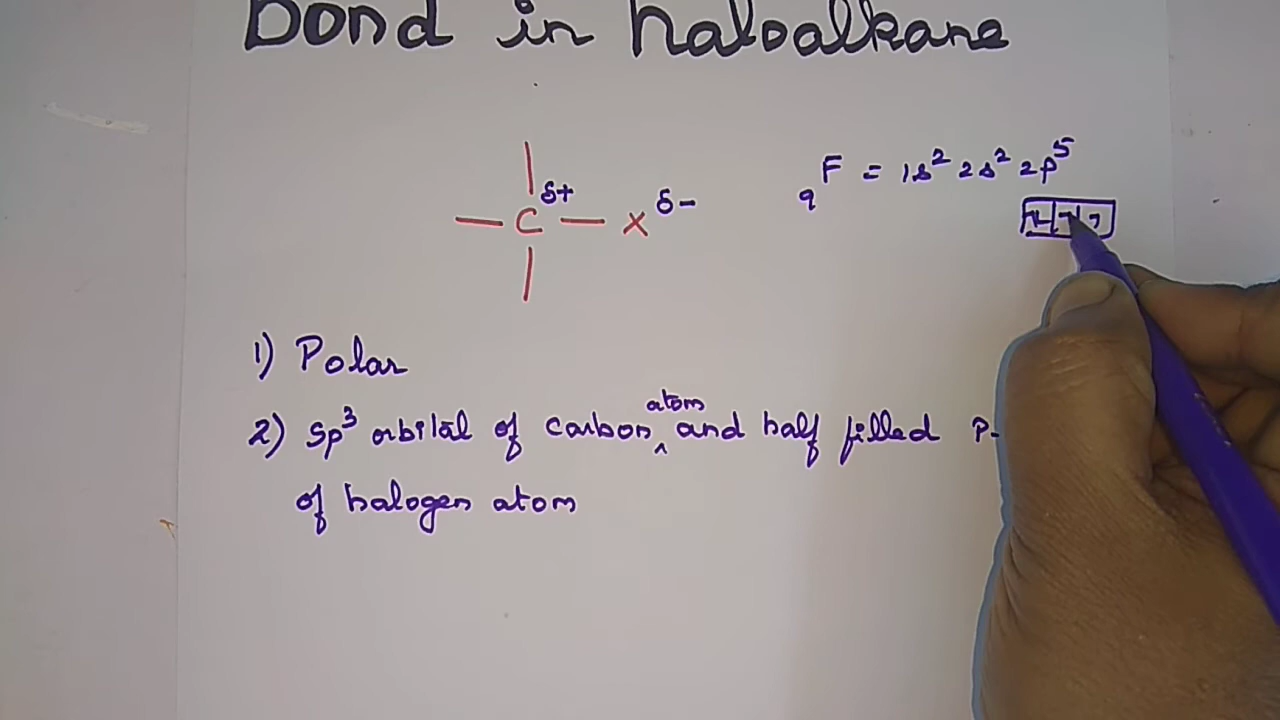 Bond in haloalkane
C δ+ — X δ-
₉F = 1s² 2s² 2p⁵
1) Polar
2) Sp³ orbital of carbon atom and half filled P-
of halogen atom